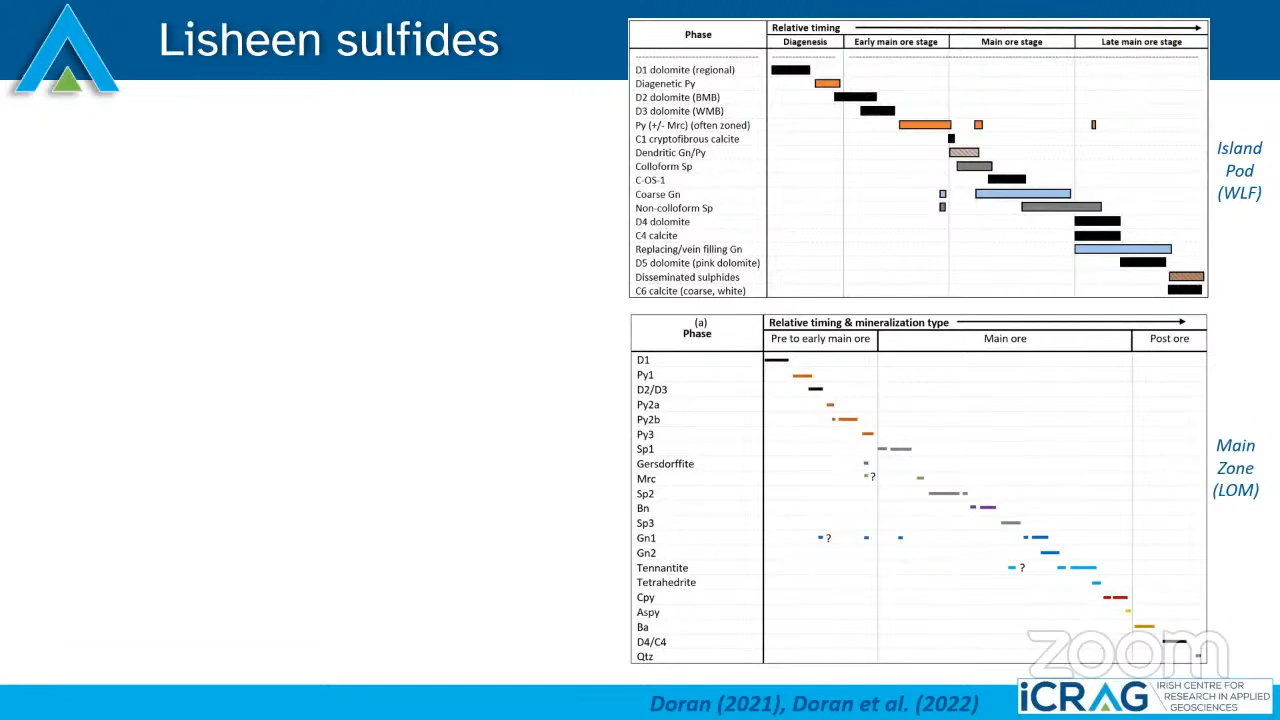 Lisheen sulfides
Phase
Relative timing
Diagenesis
Early main ore stage
Main ore stage
Late main ore stage
D1 dolomite (regional)
Diagenetic Py
D2 dolomite (BMB)
D3 dolomite (WMB)
Py (+/- Mrc) (often zoned)
C1 cryptofibrous calcite
Dendritic Gn/Py
Colloform Sp
C-OS-1
Coarse Gn
Non-colloform Sp
D4 dolomite
C4 calcite
Replacing/vein filling Gn
D5 dolomite (pink dolomite)
Disseminated sulphides
C6 calcite (coarse, white)
Island
Pod
(WLF)
(a)
Phase
Relative timing & mineralization type
Pre to early main ore
Main ore
Post ore
D1
Py1
D2/D3
Py2a
Py2b
Py3
Sp1
Gersdorffite
Mrc ?
Sp2
Bn
Sp3
Gn1 ?
Gn2
Tennantite ?
Tetrahedrite
Cpy
Aspy
Ba
D4/C4
Qtz
Main
Zone
(LOM)
zoom
Doran (2021), Doran et al. (2022)
iCRAG
IRISH CENTRE FOR
RESEARCH IN APPLIED
GEOSCIENCES